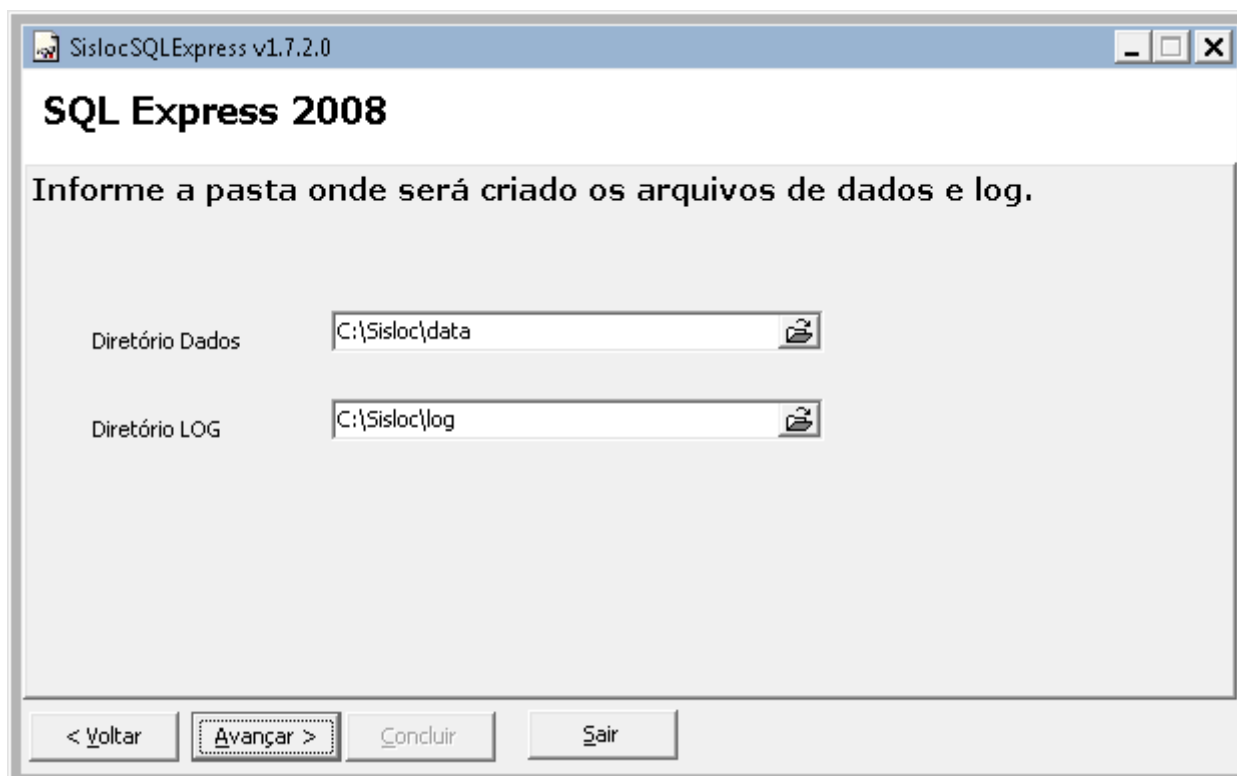 SislocSQLExpress v1.7.2.0
SQL Express 2008
Informe a pasta onde será criado os arquivos de dados e log.
Diretório Dados
C:\Sisloc\data
Diretório LOG
C:\Sisloc\log
< Voltar
Avançar >
Concluir
Sair